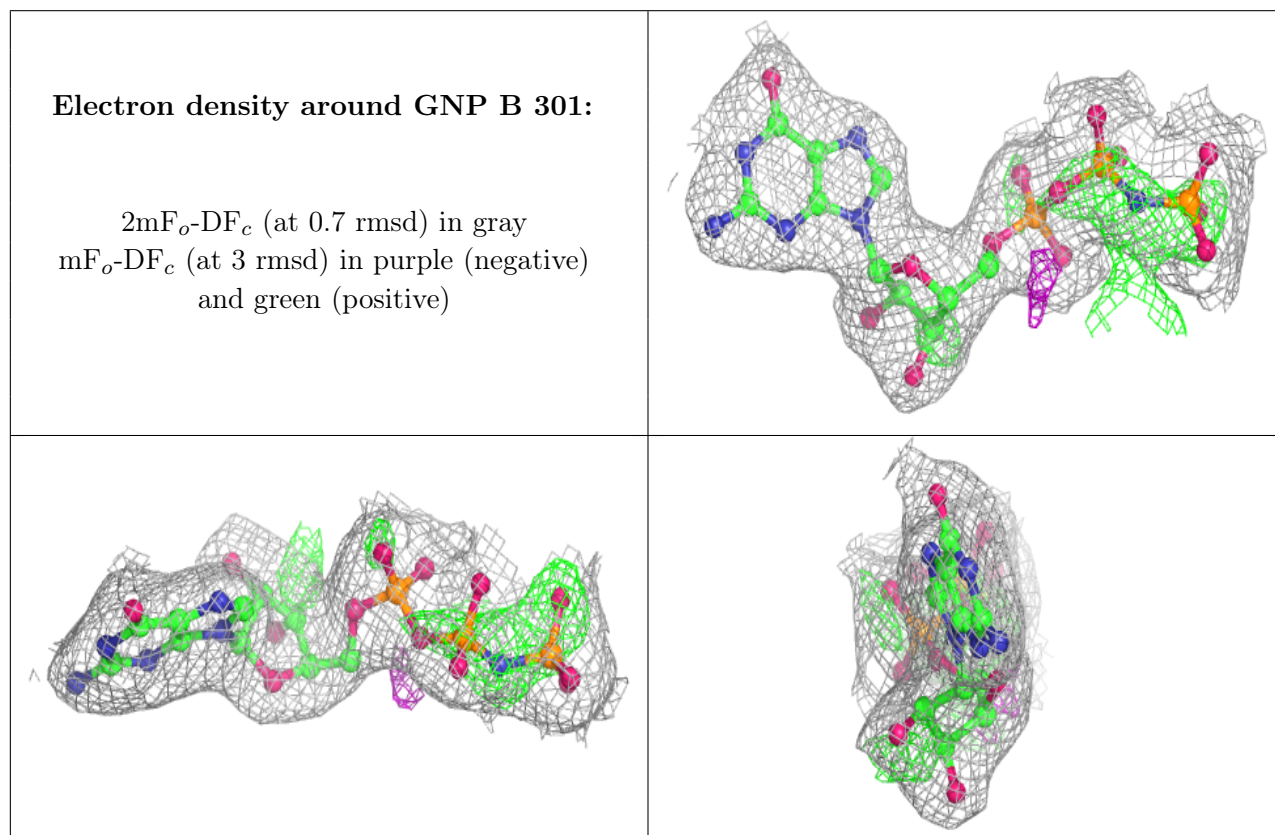 Electron density around GNP B 301:
2mFo-DFc (at 0.7 rmsd) in gray
mFo-DFc (at 3 rmsd) in purple (negative)
and green (positive)